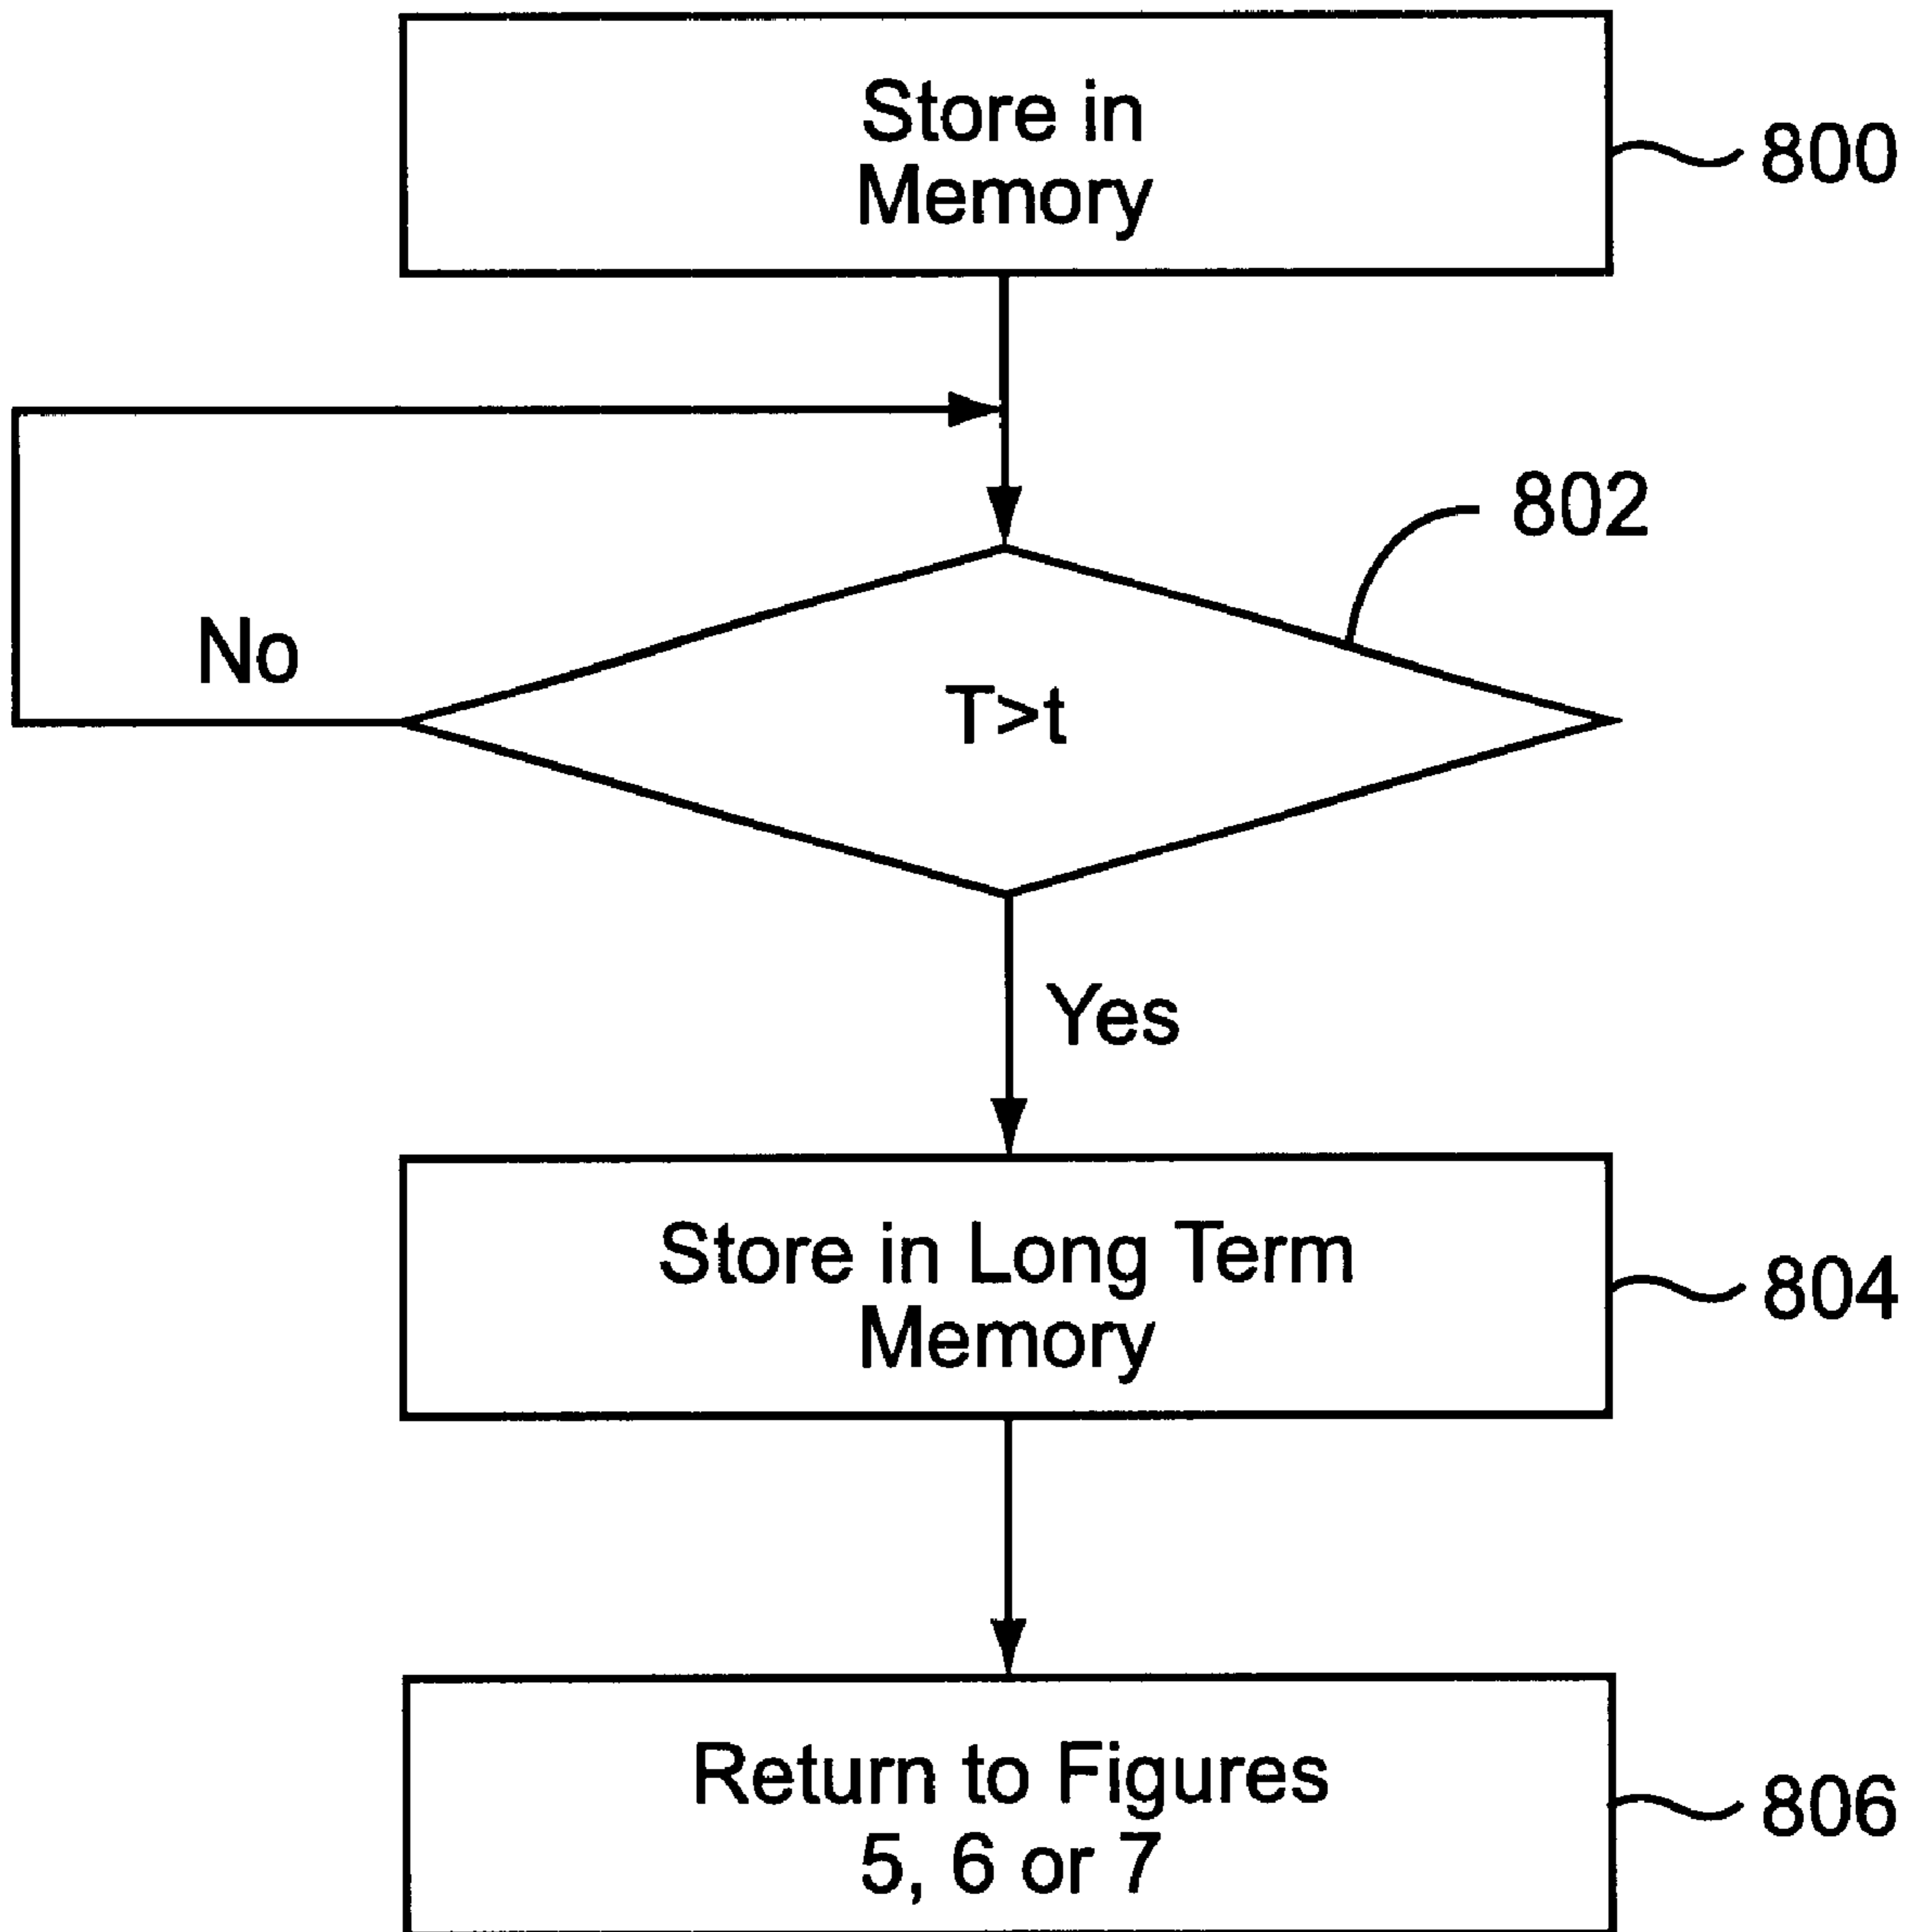 Store in
Memory
800
802
No
T>t
Yes
Store in Long Term
Memory
804
Return to Figures
5, 6 or 7
806